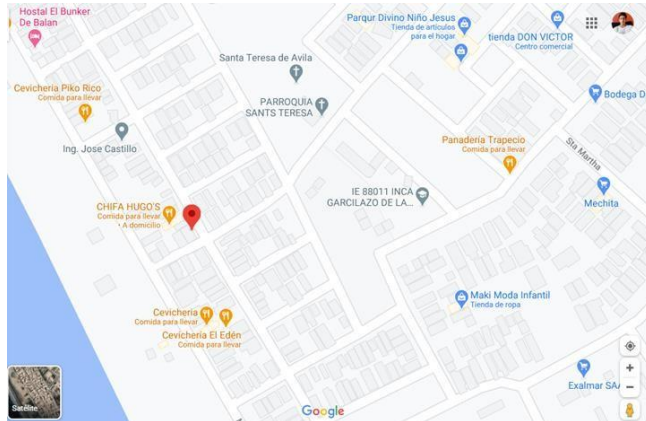 Hostal El Bunker
De Balan
Parqur Divino Niño Jesus
Tienda de artículos
para el hogar
tienda DON VICTOR
Centro comercial
Santa Teresa de Avila
Cevicheria Piko Rico
Comida para llevar
PARROQUIA
SANTS TERESA
Bodega D
Ing. Jose Castillo
Panadería Trapecio
Comida para llevar
Sta Martha
IE 88011 INCA
GARCILAZO DE LA...
Mechita
CHIFA HUGO'S
Comida para llevar
A domicilio
Maki Moda Infantil
Tienda de ropa
Cevicheria
Comida para llevar
Cevicheria El Edén
Comida para llevar
Exalmar SAA
Satélite
Google